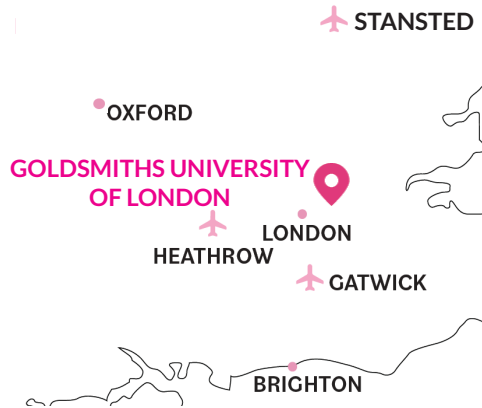 STANSTED
OXFORD
GOLDSMITHS UNIVERSITY
OF LONDON
LONDON
HEATHROW
GATWICK
BRIGHTON